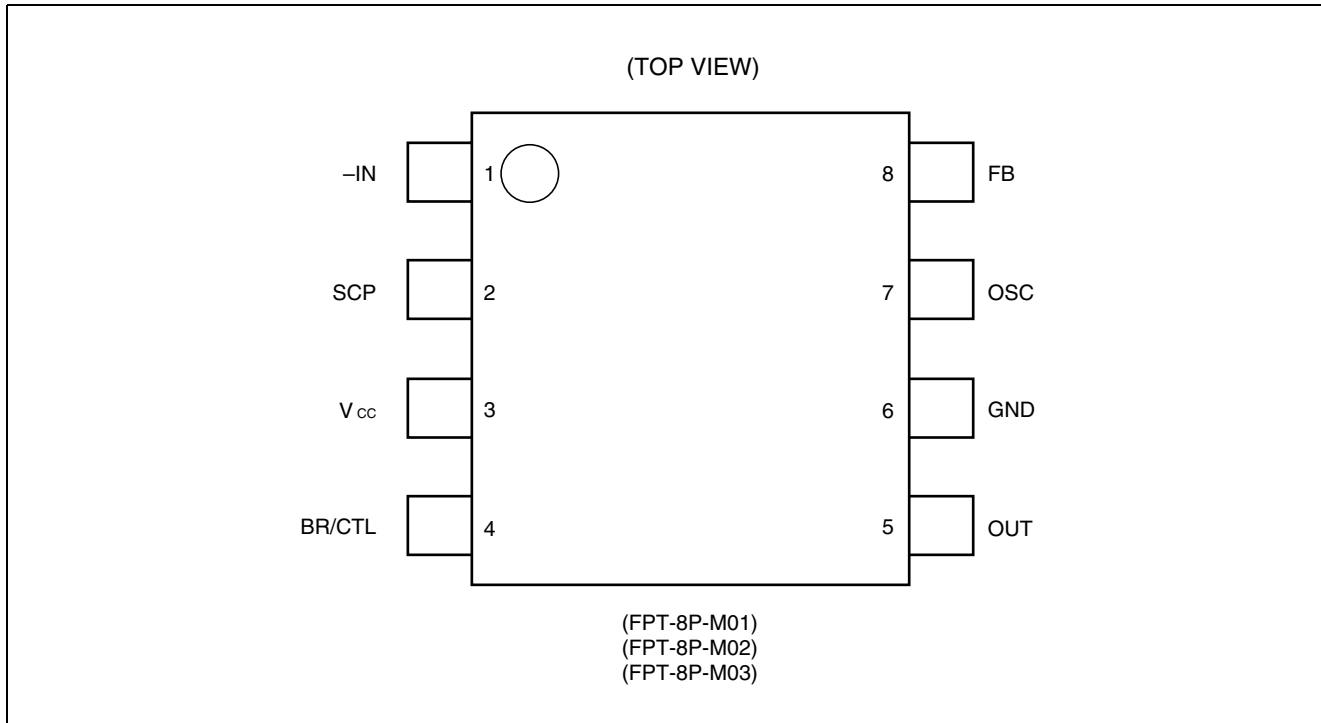 (TOP VIEW)
–IN 1 8 FB
SCP 2 7 OSC
Vcc 3 6 GND
BR/CTL 4 5 OUT
(FPT-8P-M01)
(FPT-8P-M02)
(FPT-8P-M03)